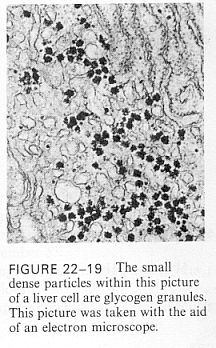 FIGURE 22–19 The small
dense particles within this picture
of a liver cell are glycogen granules.
This picture was taken with the aid
of an electron microscope.